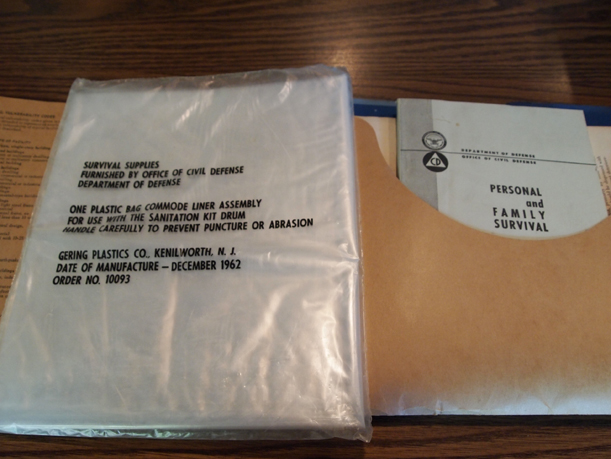 SURVIVAL SUPPLIES
FURNISHED BY OFFICE OF CIVIL DEFENSE
DEPARTMENT OF DEFENSE
ONE PLASTIC BAG COMMODE LINER ASSEMBLY
FOR USE WITH THE SANITATION KIT DRUM
HANDLE CAREFULLY TO PREVENT PUNCTURE OR ABRASION
GERING PLASTICS CO., KENILWORTH, N. J.
DATE OF MANUFACTURE — DECEMBER 1962
ORDER NO. 10093
DEPARTMENT OF DEFENSE
OFFICE OF CIVIL DEFENSE
CD
PERSONAL
and
FAMILY
SURVIVAL